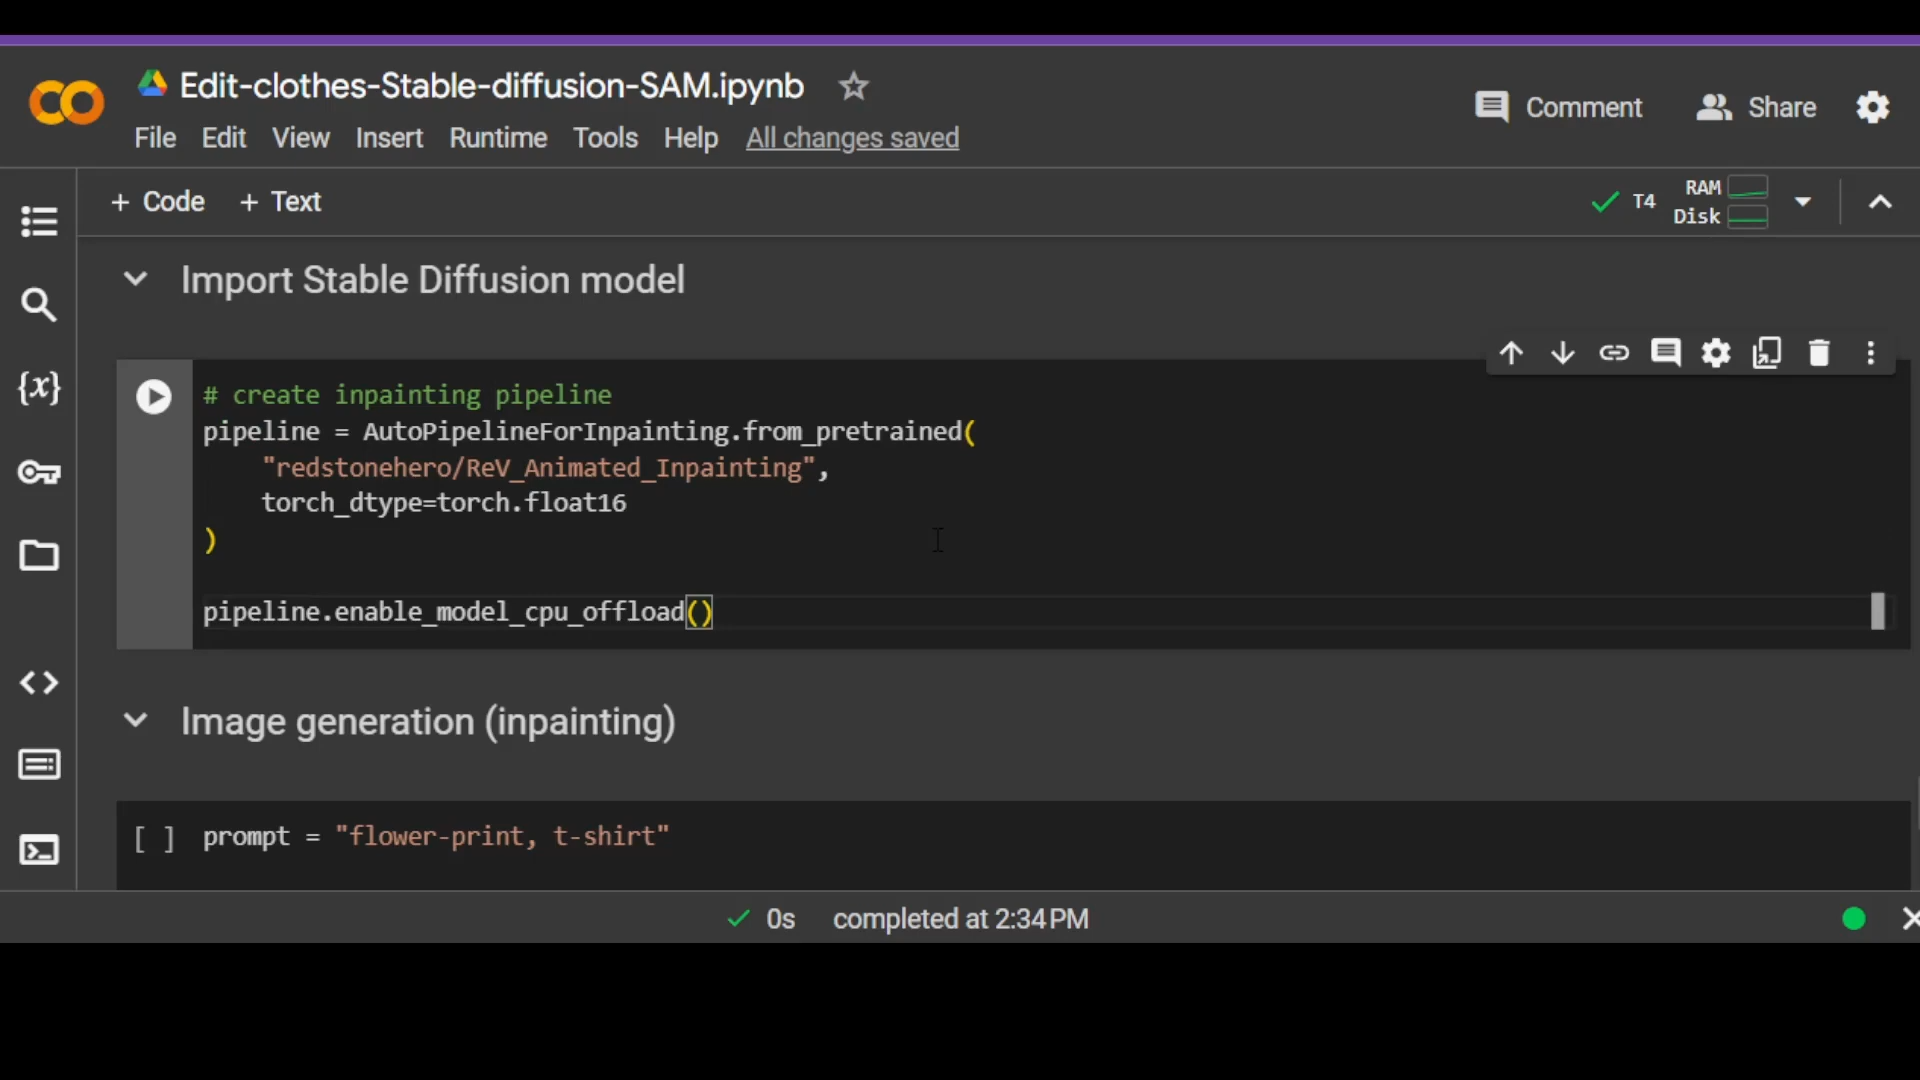 Edit-clothes-Stable-diffusion-SAM.ipynb
Comment
Share
File Edit View Insert Runtime Tools Help All changes saved
+ Code + Text
T4
RAM
Disk
Import Stable Diffusion model
{x}
# create inpainting pipeline
pipeline = AutoPipelineForInpainting.from_pretrained(
"redstonehero/ReV_Animated_Inpainting",
torch_dtype=torch.float16
)
pipeline.enable_model_cpu_offload()
Image generation (inpainting)
[ ] prompt = "flower-print, t-shirt"
0s completed at 2:34 PM